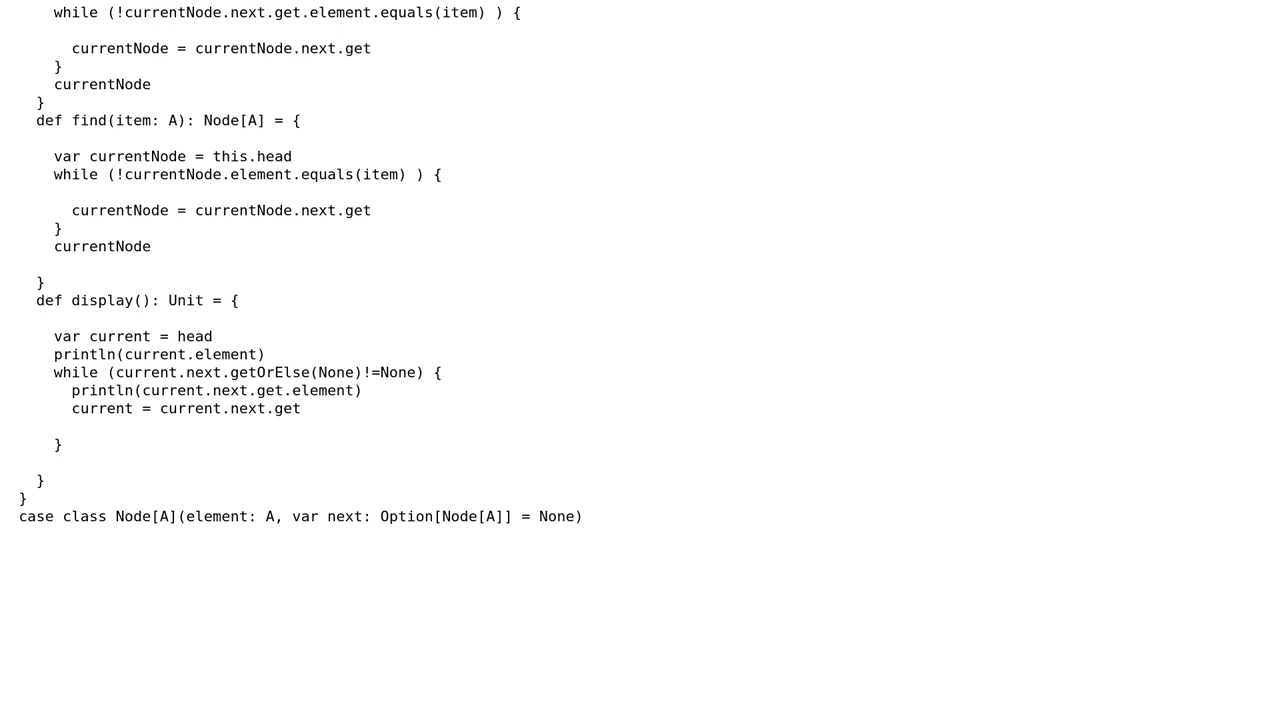 while (!currentNode.next.get.element.equals(item) ) {
currentNode = currentNode.next.get
}
currentNode
}
def find(item: A): Node[A] = {
var currentNode = this.head
while (!currentNode.element.equals(item) ) {
currentNode = currentNode.next.get
}
currentNode
}
def display(): Unit = {
var current = head
println(current.element)
while (current.next.getOrElse(None)!=None) {
println(current.next.get.element)
current = current.next.get
}
}
}
case class Node[A](element: A, var next: Option[Node[A]] = None)